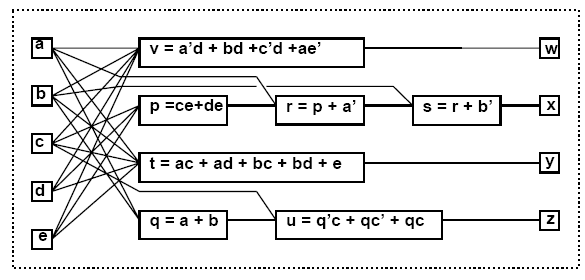 a
v = a’d + bd +c’d +ae’
w
b
p =ce+de
r = p + a’
s = r + b’
x
c
t = ac + ad + bc + bd + e
y
d
q = a + b
u = q’c + qc’ + qc
z
e